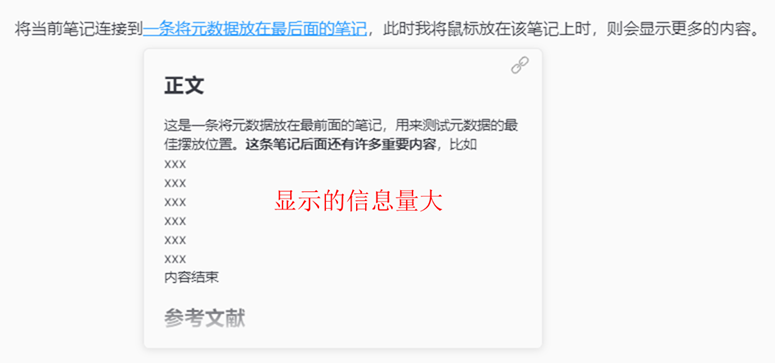 将当前笔记连接到一条将元数据放在最后面的笔记，此时我将鼠标放在该笔记上时，则会显示更多的内容。
正文
这是一条将元数据放在最前面的笔记，用来测试元数据的最
佳摆放位置。这条笔记后面还有许多重要内容，比如
xxx
xxx
xxx
显示的信息量大
xxx
xxx
xxx
内容结束
参考文献